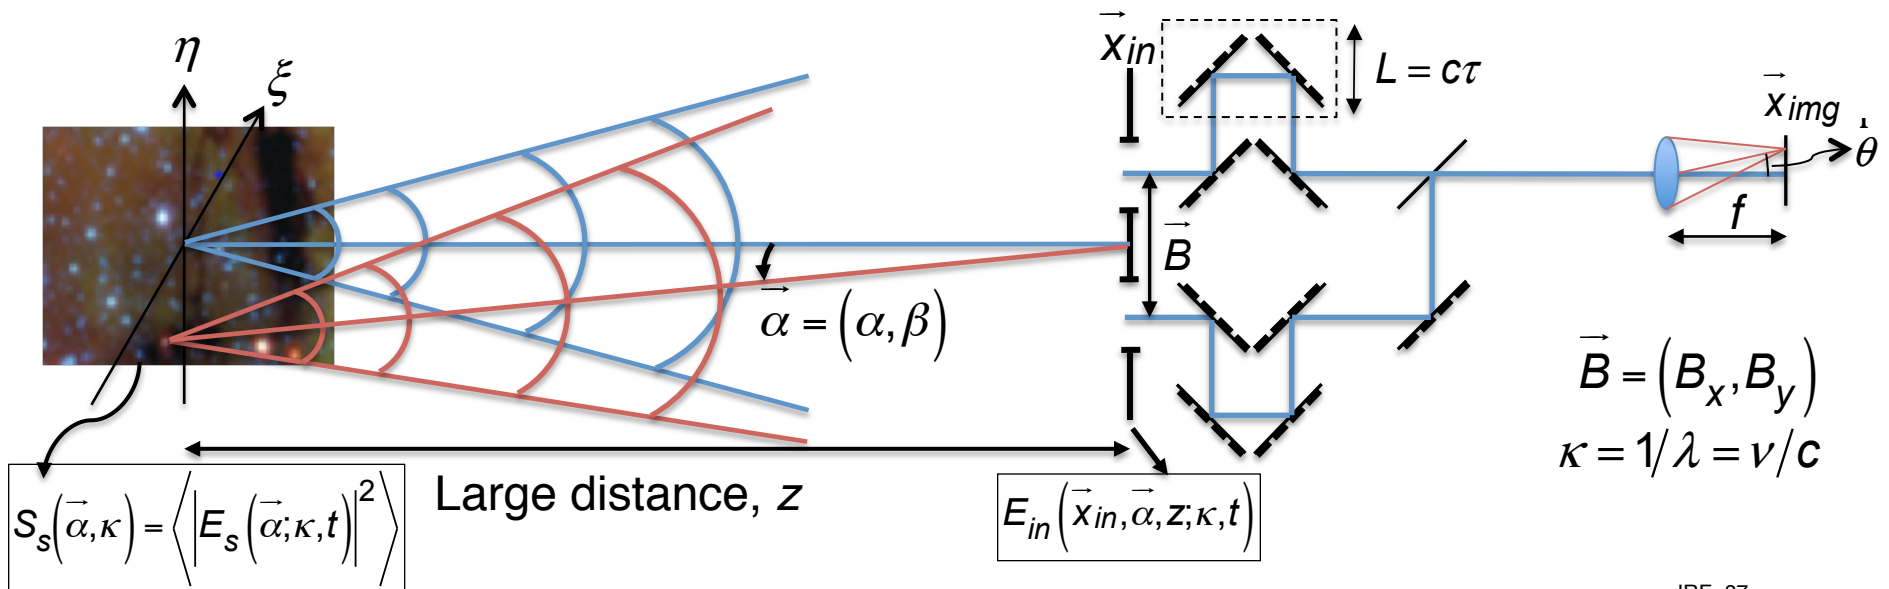 η
ξ
x⃗in
L = cτ
x⃗img
θ
f
B⃗
α⃗ = (α, β)
B⃗ = (Bx, By)
κ = 1/λ = ν/c
Large distance, z
Ss(α⃗, κ) = ⟨|Es(α⃗; κ, t)|²⟩
Ein(x⃗in, α⃗, z; κ, t)